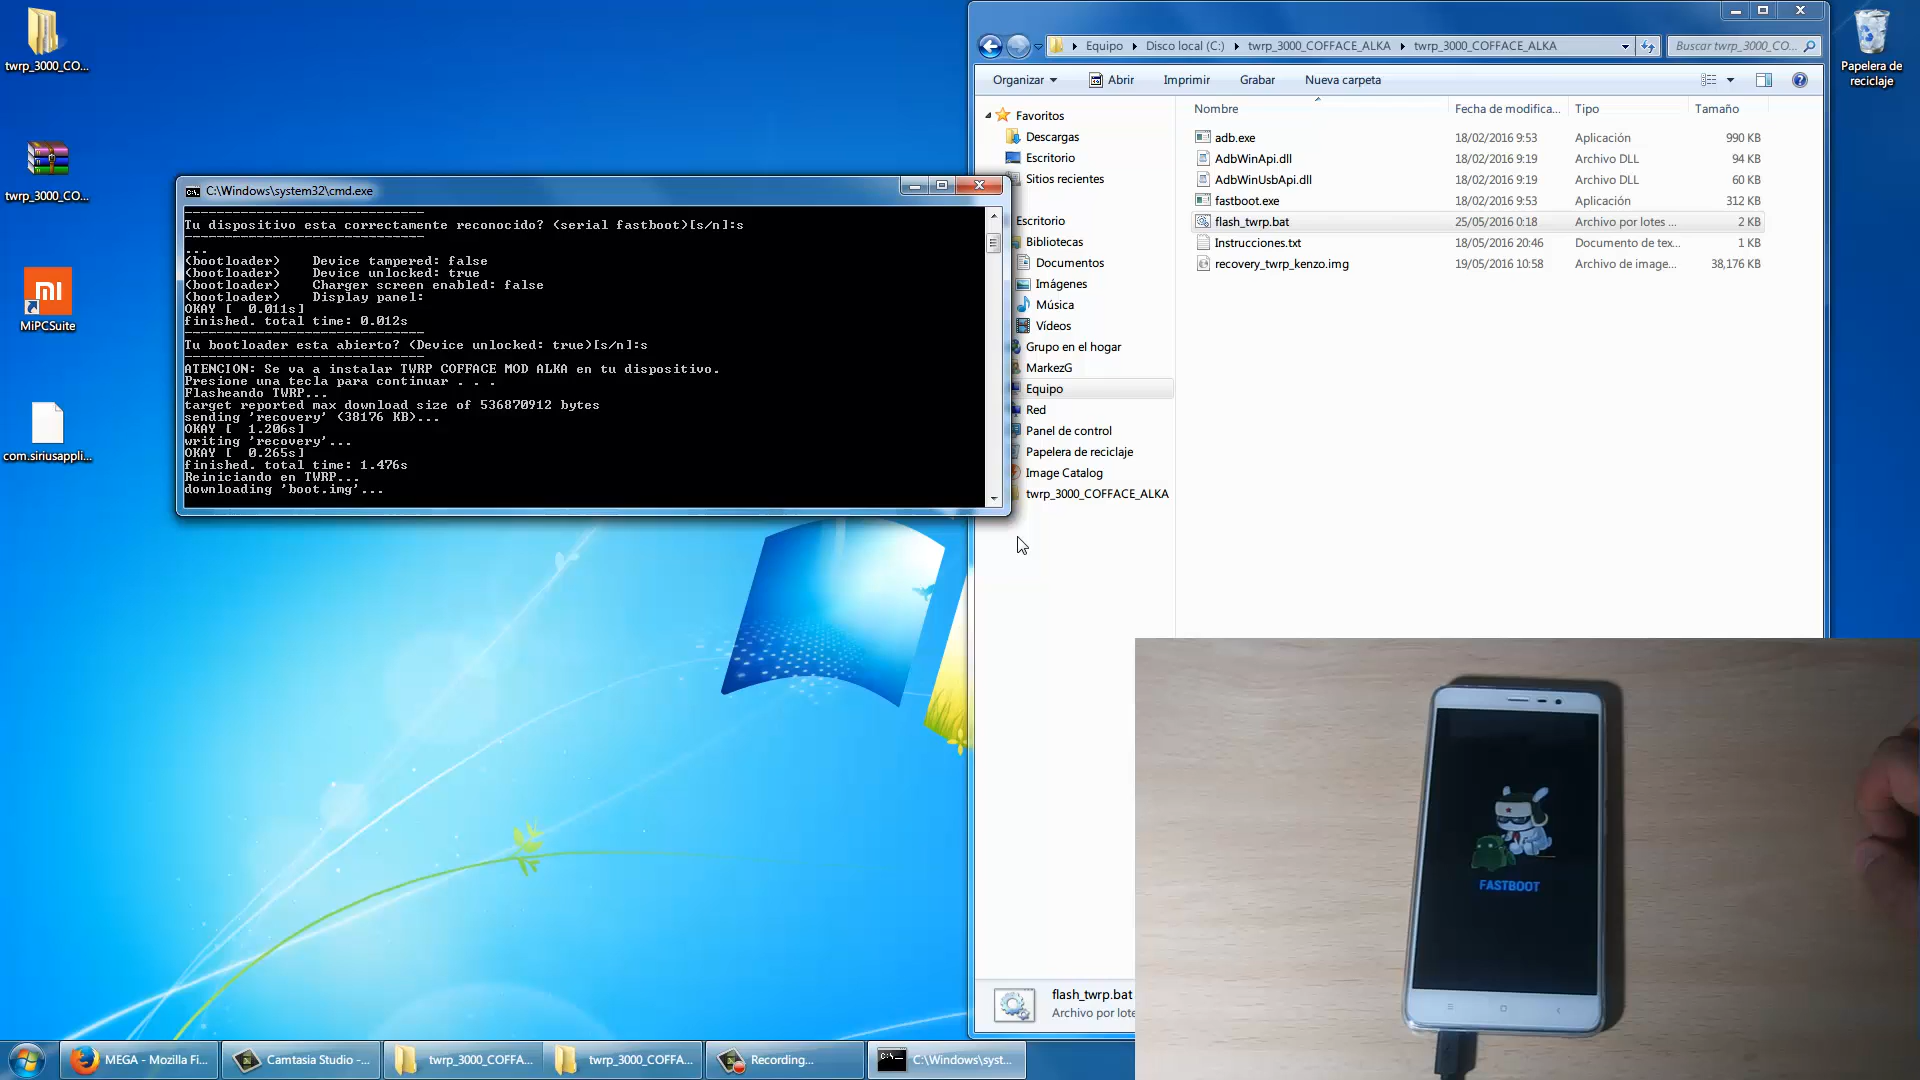 twrp_3000_CO...
twrp_3000_CO...
MiPCSuite
com.siriusappli...
Papelera de
reciclaje
C:\Windows\system32\cmd.exe
Tu dispositivo esta correctamente reconocido? (serial fastboot)[s/n]:s
...
(bootloader)    Device tampered: false
(bootloader)    Device unlocked: true
(bootloader)    Charger screen enabled: false
(bootloader)    Display panel:
OKAY [  0.011s]
finished. total time: 0.012s
Tu bootloader esta abierto? (Device unlocked: true)[s/n]:s
ATENCION: Se va a instalar TWRP COFFACE MOD ALKA en tu dispositivo.
Presione una tecla para continuar . . .
Flasheando TWRP...
target reported max download size of 536870912 bytes
sending 'recovery' (38176 KB)...
OKAY [  1.206s]
writing 'recovery'...
OKAY [  0.265s]
finished. total time: 1.476s
Reiniciando en TWRP...
downloading 'boot.img'...
Equipo Disco local (C:) twrp_3000_COFFACE_ALKA twrp_3000_COFFACE_ALKA
Buscar twrp_3000_CO...
Organizar Abrir Imprimir Grabar Nueva carpeta
Favoritos
Descargas
Escritorio
Sitios recientes
Escritorio
Bibliotecas
Documentos
Imágenes
Música
Vídeos
Grupo en el hogar
MarkezG
Equipo
Red
Panel de control
Papelera de reciclaje
Image Catalog
twrp_3000_COFFACE_ALKA
Nombre Fecha de modifica... Tipo Tamaño
adb.exe 18/02/2016 9:53 Aplicación 990 KB
AdbWinApi.dll 18/02/2016 9:19 Archivo DLL 94 KB
AdbWinUsbApi.dll 18/02/2016 9:19 Archivo DLL 60 KB
fastboot.exe 18/02/2016 9:53 Aplicación 312 KB
flash_twrp.bat 25/05/2016 0:18 Archivo por lotes ... 2 KB
Instrucciones.txt 18/05/2016 20:46 Documento de tex... 1 KB
recovery_twrp_kenzo.img 19/05/2016 10:58 Archivo de image... 38,176 KB
flash_twrp.bat
Archivo por lote
FASTBOOT
MEGA - Mozilla Fi...
Camtasia Studio -...
twrp_3000_COFFA...
twrp_3000_COFFA...
Recording...
C:\Windows\syst...